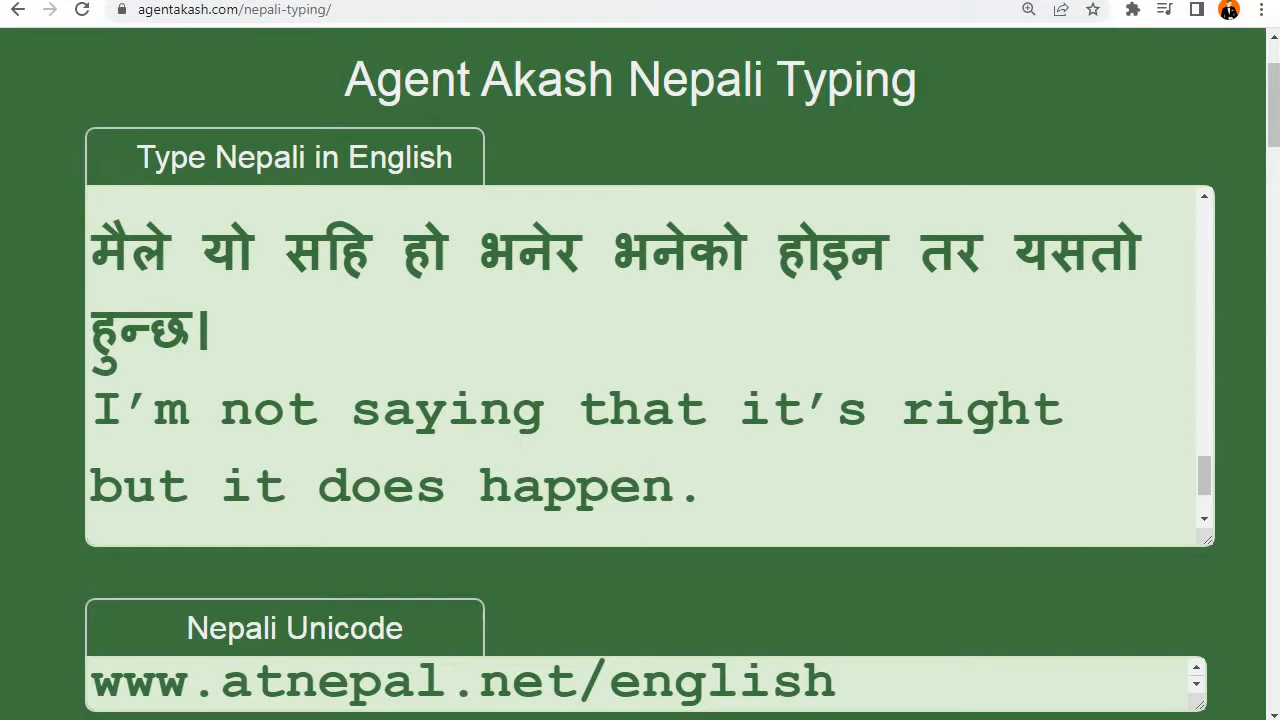 agentakash.com/nepali-typing/
Agent Akash Nepali Typing
Type Nepali in English
मैले यो सहि हो भनेर भनेको होइन तर यसतो
हुन्छ।
I’m not saying that it’s right
but it does happen.
Nepali Unicode
www.atnepal.net/english